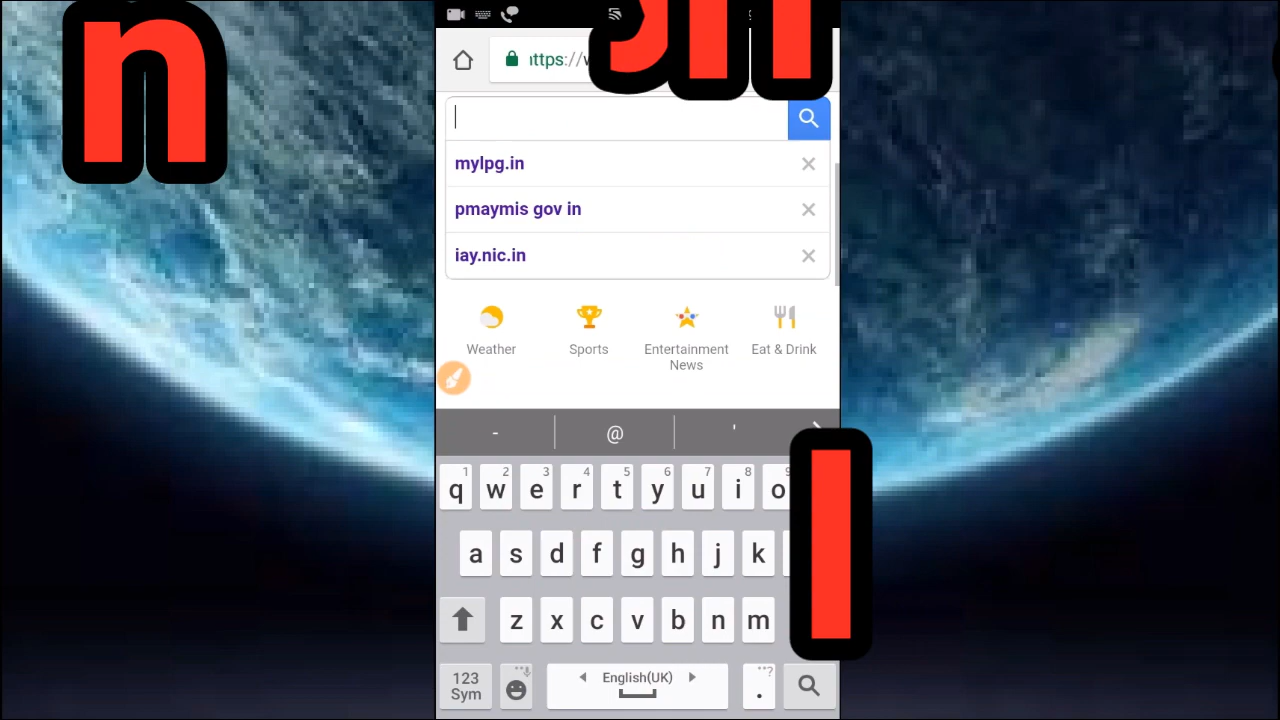 n
https://w
mylpg.in
pmaymis gov in
iay.nic.in
Weather
Sports
Entertainment News
Eat & Drink
- @ '
1 2 3 4 5 6 7 8 9
q w e r t y u i o
a s d f g h j k
z x c v b n m
123 Sym
English(UK)
.